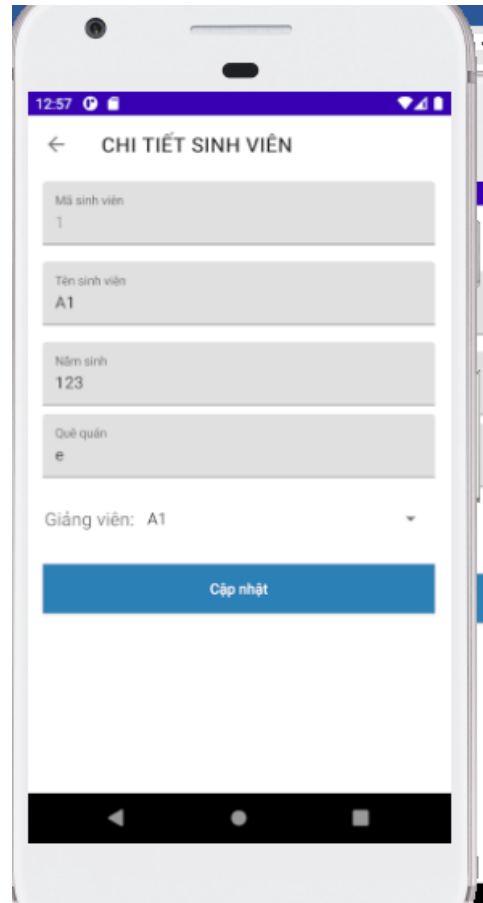 12:57
CHI TIẾT SINH VIÊN
Mã sinh viên
1
Tên sinh viên
A1
Năm sinh
123
Quê quán
e
Giảng viên: A1
Cập nhật